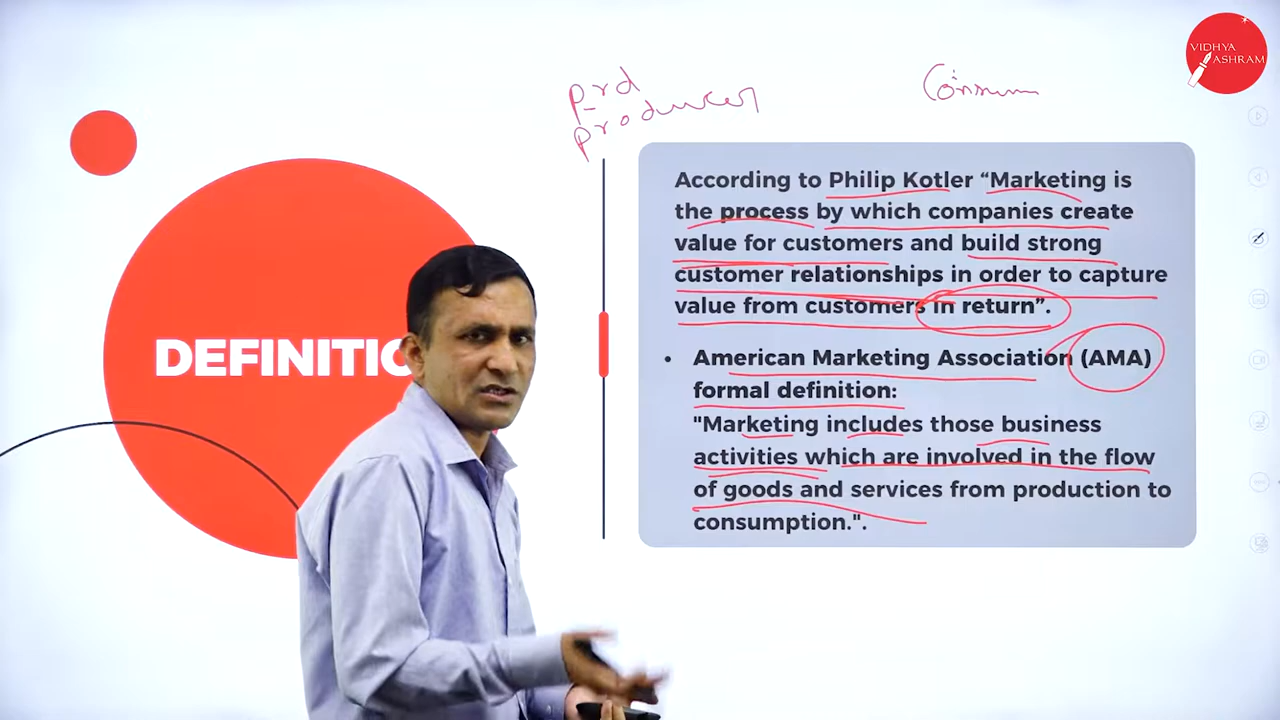 VIDHYA
ASHRAM
prd
producer
Consum
DEFINITIO
According to Philip Kotler “Marketing is
the process by which companies create
value for customers and build strong
customer relationships in order to capture
value from customers in return”.
• American Marketing Association (AMA)
formal definition:
"Marketing includes those business
activities which are involved in the flow
of goods and services from production to
consumption.".